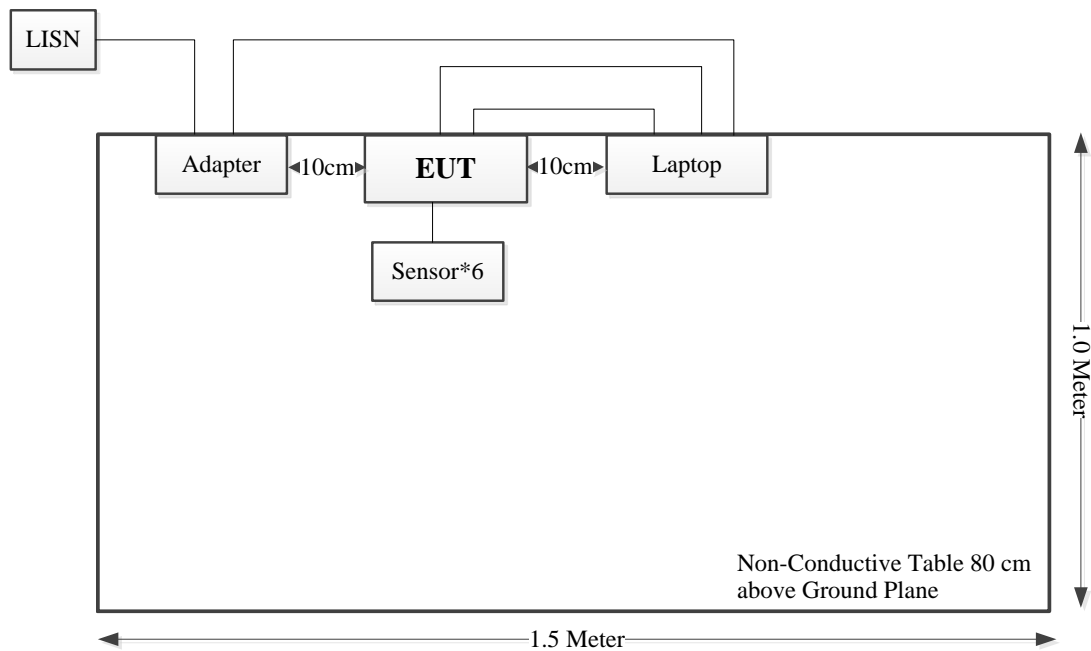 LISN
Adapter
10cm
EUT
10cm
Laptop
Sensor*6
1.0 Meter
Non-Conductive Table 80 cm
above Ground Plane
1.5 Meter